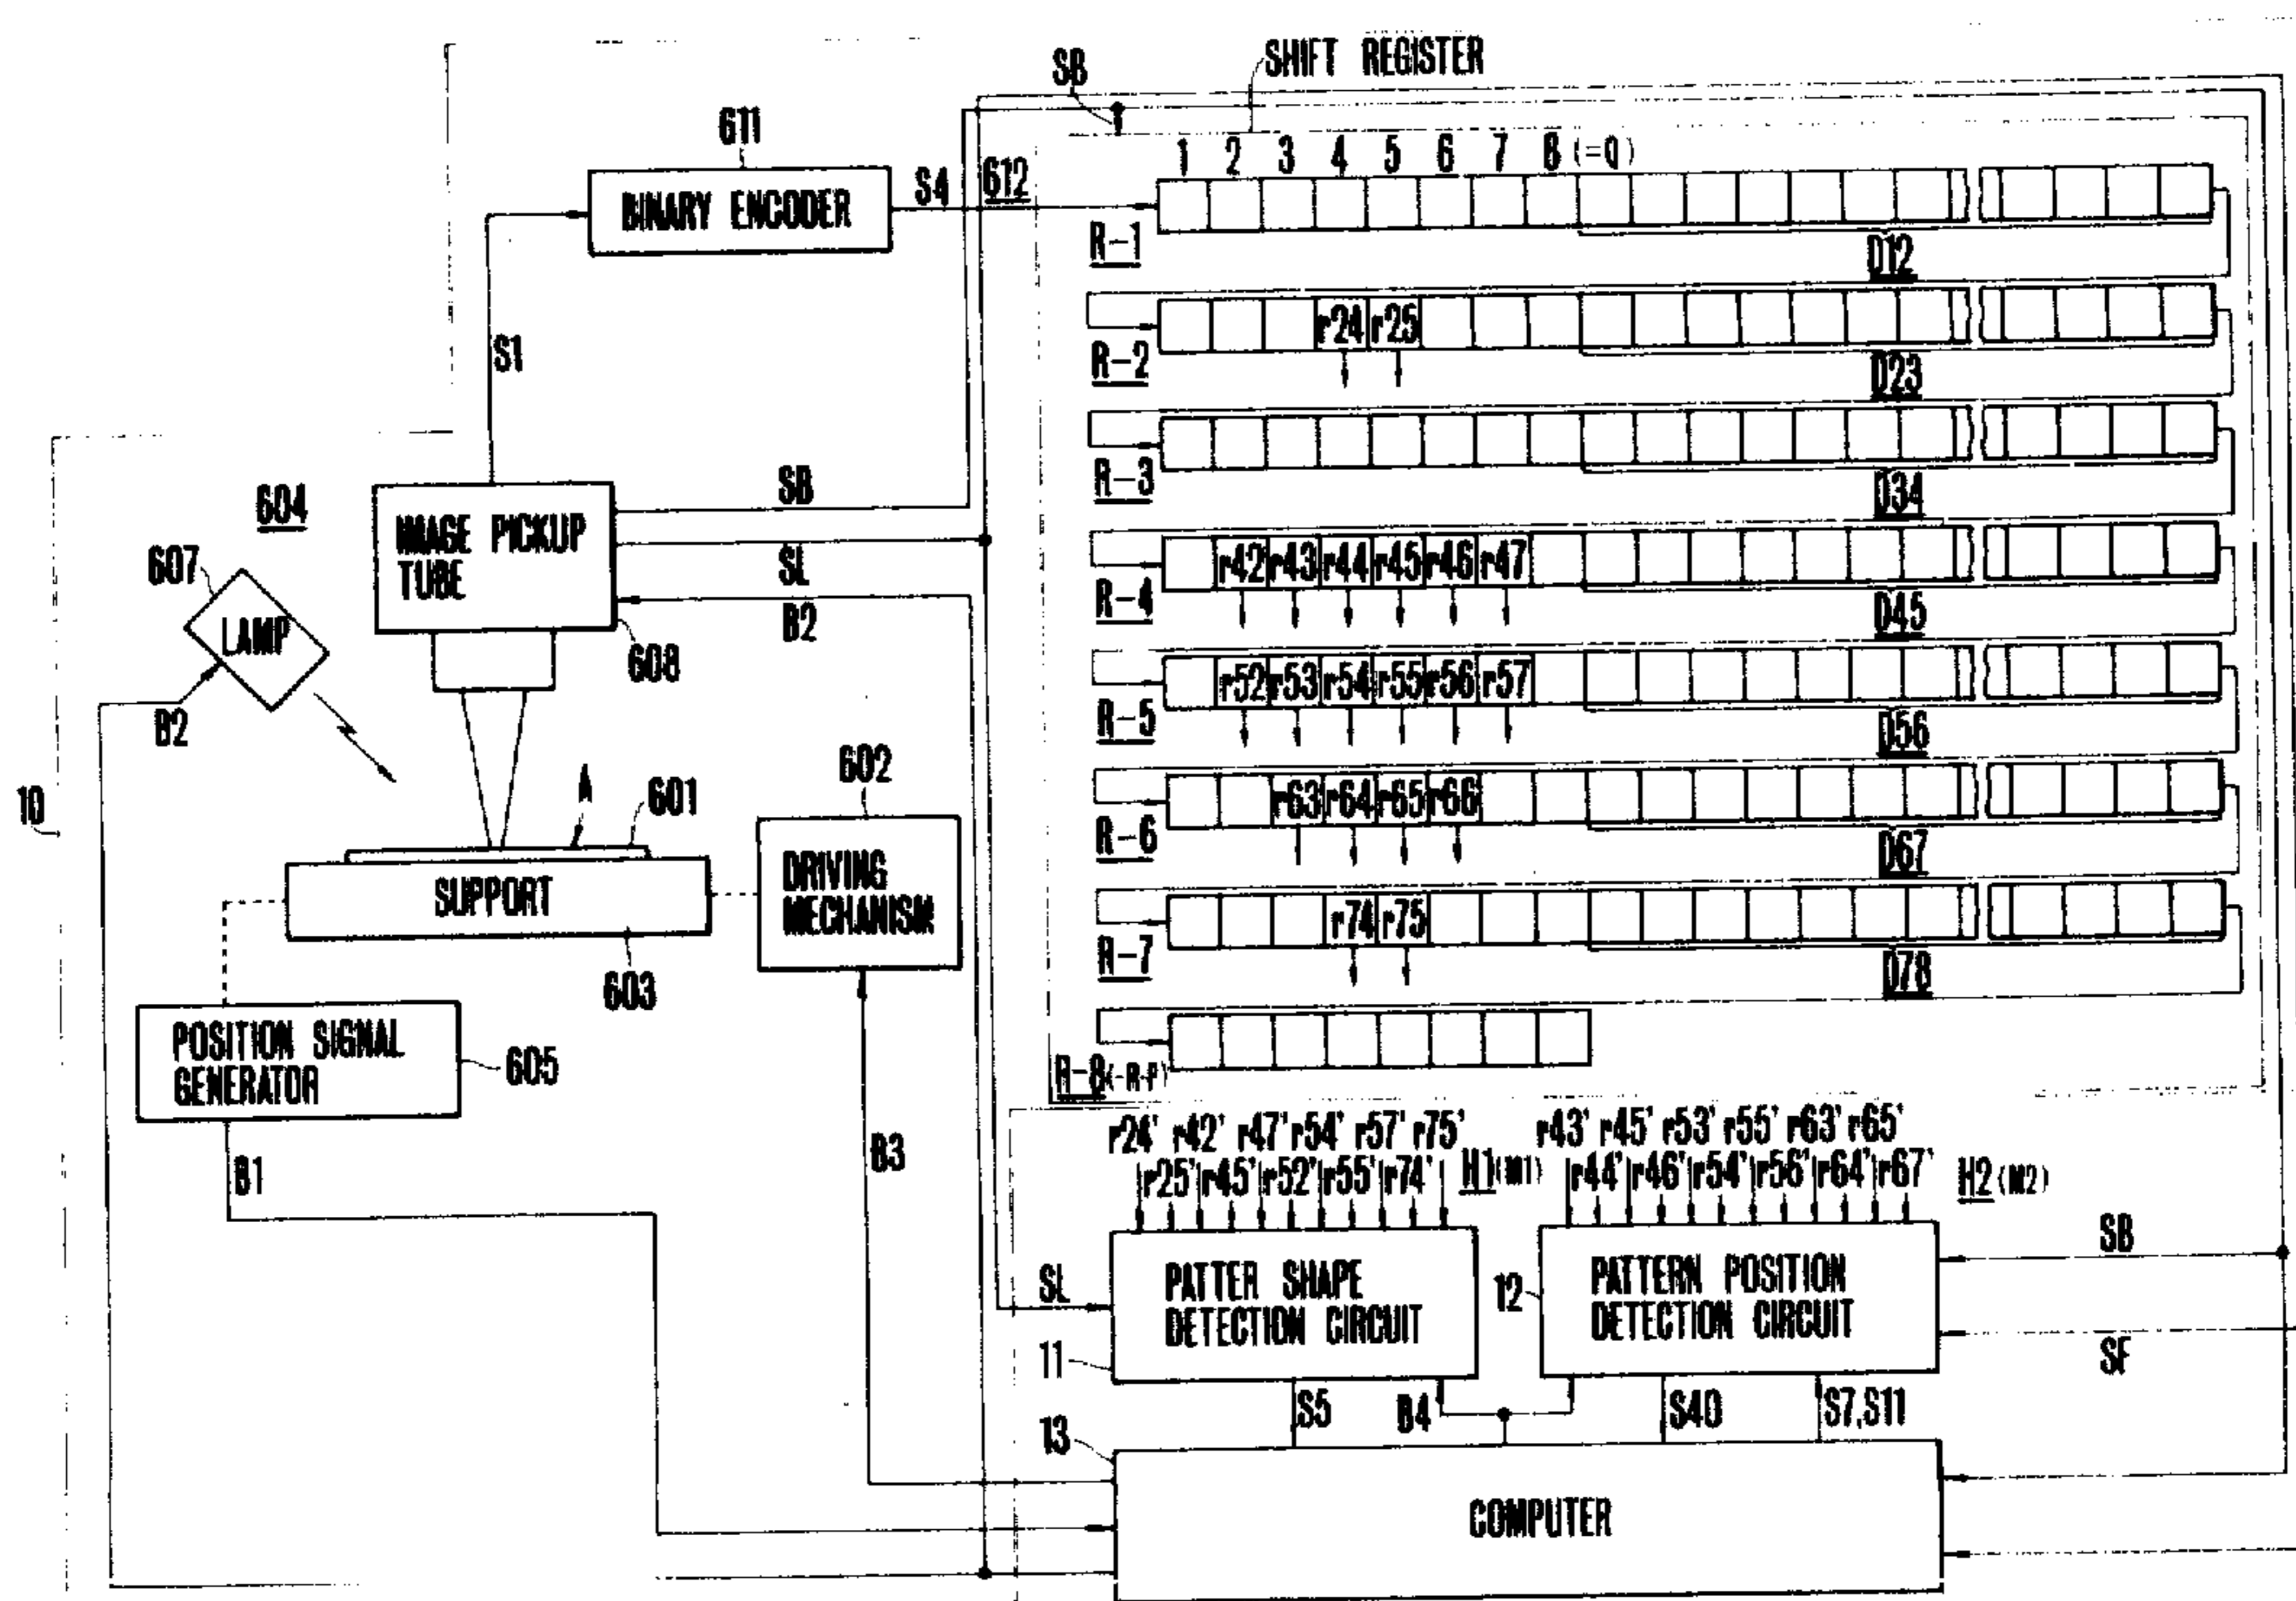 SB
SHIFT REGISTER
611
BINARY ENCODER
S4
612
1 2 3 4 5 6 7 8 (=Q)
R-1
D12
S1
r24 r25
R-2
D23
R-3
D34
604
IMAGE PICKUP TUBE
SB
SL
B2
608
607
LAMP
B2
r42 r43 r44 r45 r46 r47
R-4
D45
r52 r53 r54 r55 r56 r57
R-5
D56
r63 r64 r65 r66
R-6
D67
r74 r75
R-7
D78
10
601
602
SUPPORT
DRIVING MECHANISM
603
POSITION SIGNAL GENERATOR
605
B1
B3
r24' r42' r47' r54' r57' r75'
r25' r45' r52' r55' r74'
H1 (M1)
r43' r45' r53' r55' r63' r65'
r44' r46' r54' r56' r64' r67'
H2 (M2)
SL
PATTER SHAPE
DETECTION CIRCUIT
11
12
PATTERN POSITION
DETECTION CIRCUIT
SB
SF
S5
B4
S40
S7,S11
13
COMPUTER